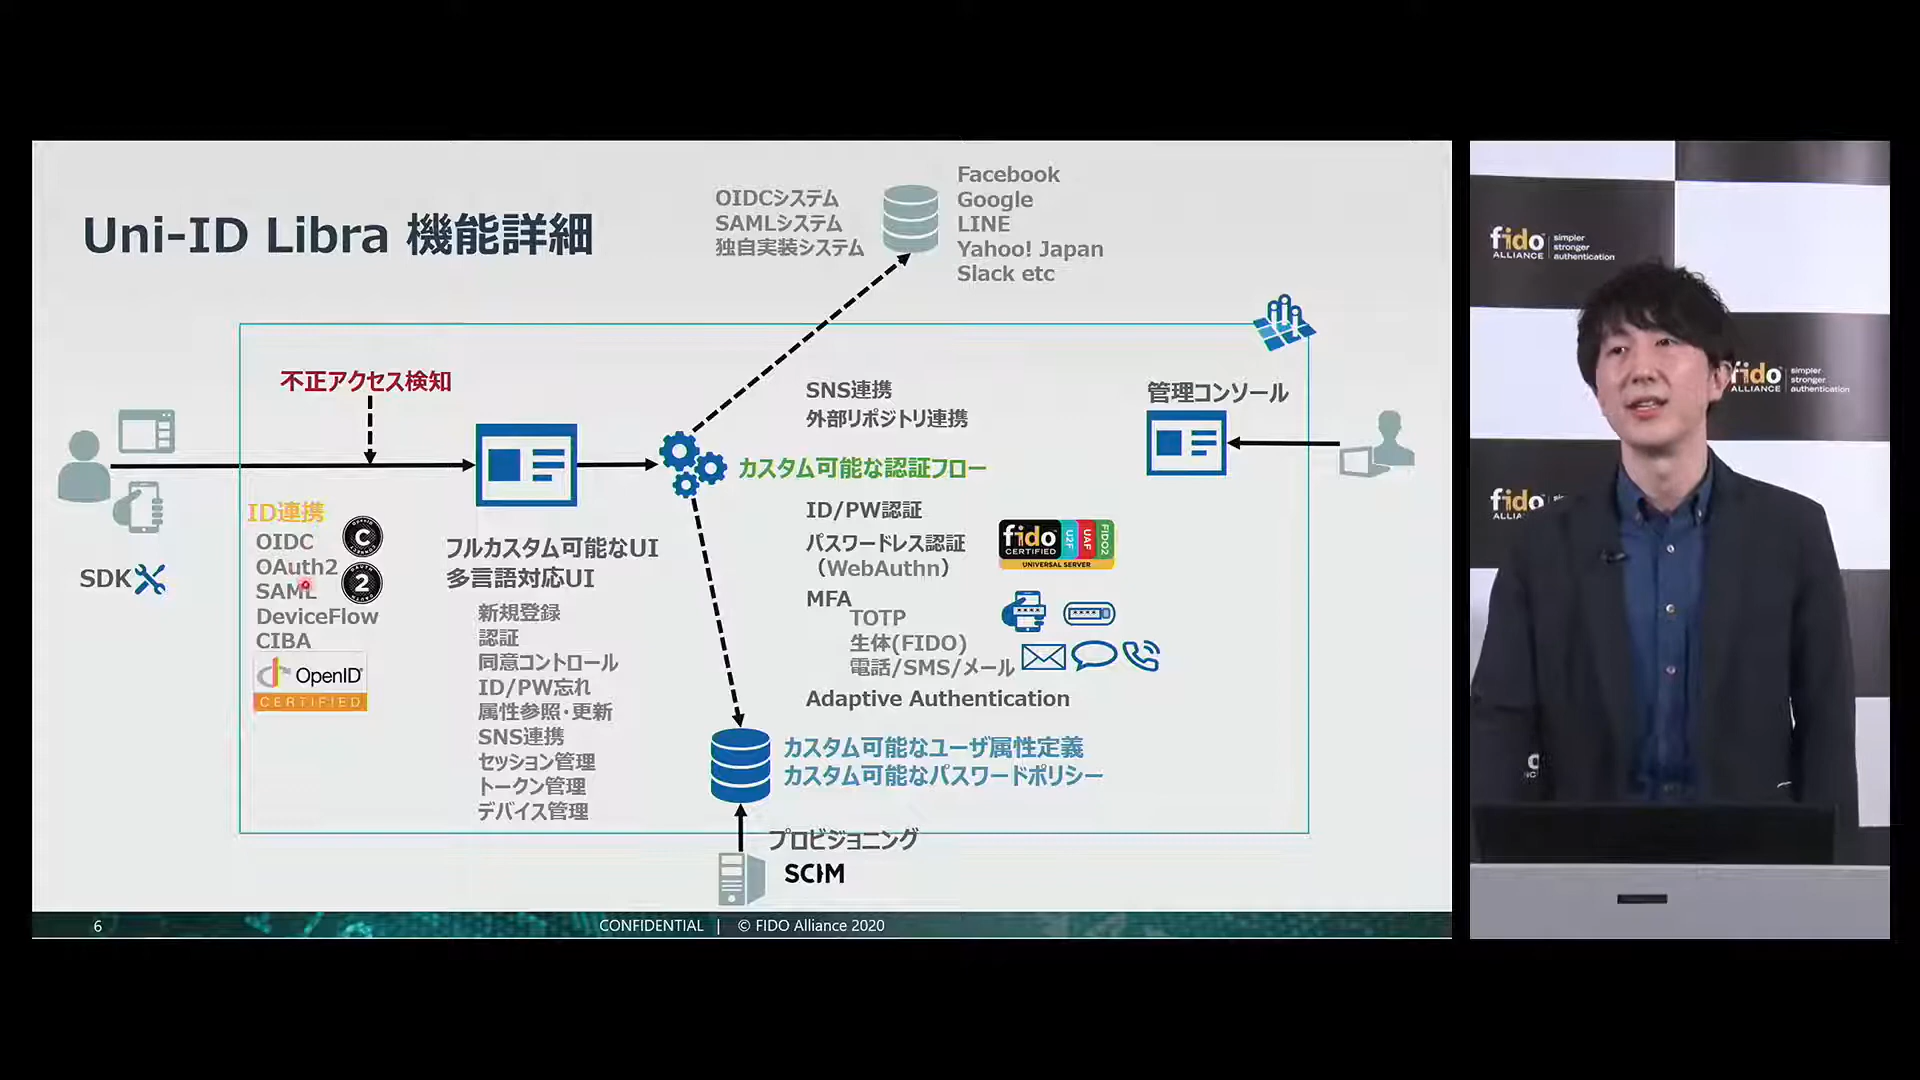 Uni-ID Libra 機能詳細
OIDCシステム
SAMLシステム
独自実装システム
Facebook
Google
LINE
Yahoo! Japan
Slack etc
不正アクセス検知
SNS連携
外部リポジトリ連携
管理コンソール
カスタム可能な認証フロー
ID連携
OIDC
OAuth2
SAML
DeviceFlow
CIBA
OpenID
CERTIFIED
SDK
フルカスタム可能なUI
多言語対応UI
新規登録
認証
同意コントロール
ID/PW忘れ
属性参照・更新
SNS連携
セッション管理
トークン管理
デバイス管理
ID/PW認証
パスワードレス認証
（WebAuthn）
fido
CERTIFIED
U2F
UAF
FIDO2
UNIVERSAL SERVER
MFA
TOTP
生体(FIDO)
電話/SMS/メール
Adaptive Authentication
カスタム可能なユーザ属性定義
カスタム可能なパスワードポリシー
プロビジョニング
SCIM
6
CONFIDENTIAL | © FIDO Alliance 2020
fido
ALLIANCE
simpler
stronger
authentication
fido
ALLIANCE
simpler
stronger
authentication
fido